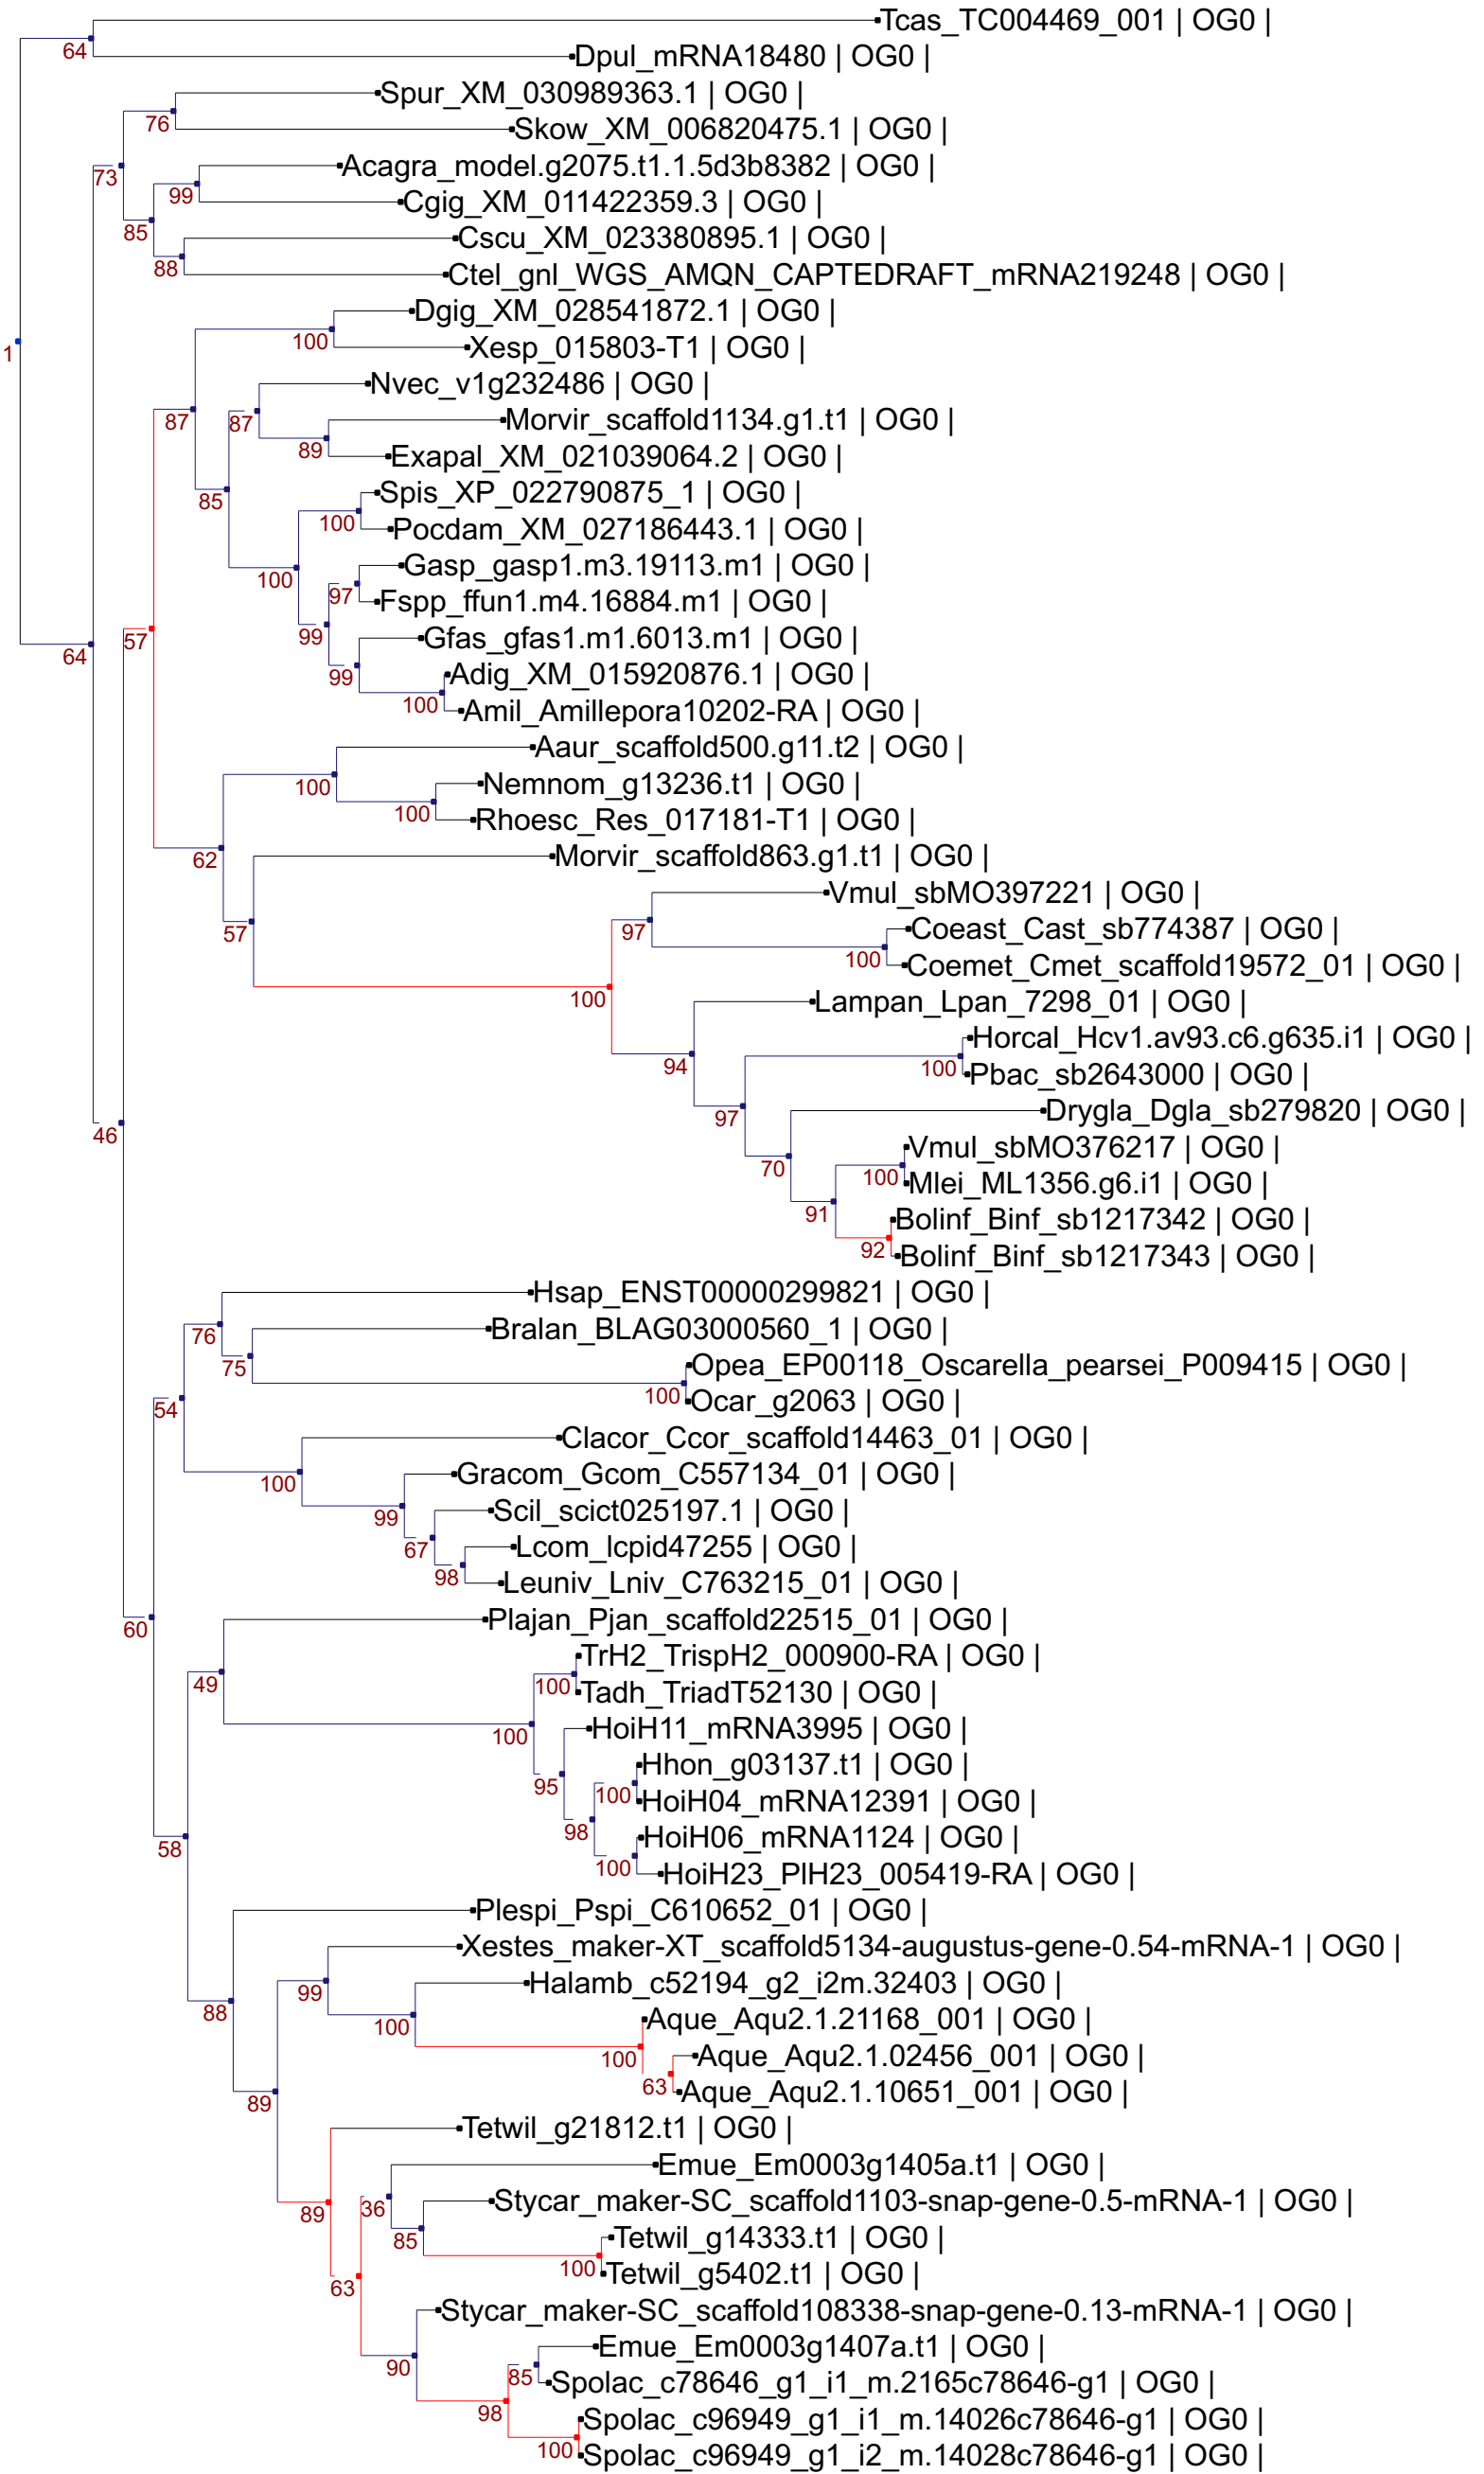 Tcas_TC004469_001 | OG0 |
64
Dpul_mRNA18480 | OG0 |
Spur_XM_030989363.1 | OG0 |
76
Skow_XM_006820475.1 | OG0 |
73
Acagra_model.g2075.t1.1.5d3b8382 | OG0 |
99
Cgig_XM_011422359.3 | OG0 |
85
Cscu_XM_023380895.1 | OG0 |
88
Ctel_gnl_WGS_AMQN_CAPTEDRAFT_mRNA219248 | OG0 |
Dgig_XM_028541872.1 | OG0 |
100
Xesp_015803-T1 | OG0 |
1
Nvec_v1g232486 | OG0 |
87
87
Morvir_scaffold1134.g1.t1 | OG0 |
89
Exapal_XM_021039064.2 | OG0 |
85
Spis_XP_022790875_1 | OG0 |
100
Pocdam_XM_027186443.1 | OG0 |
100
Gasp_gasp1.m3.19113.m1 | OG0 |
97
Fspp_ffun1.m4.16884.m1 | OG0 |
99
57
64
Gfas_gfas1.m1.6013.m1 | OG0 |
99
Adig_XM_015920876.1 | OG0 |
100
Amil_Amillepora10202-RA | OG0 |
Aaur_scaffold500.g11.t2 | OG0 |
100
Nemnom_g13236.t1 | OG0 |
100
Rhoesc_Res_017181-T1 | OG0 |
62
Morvir_scaffold863.g1.t1 | OG0 |
57
Vmul_sbMO397221 | OG0 |
97
Coeast_Cast_sb774387 | OG0 |
100
Coemet_Cmet_scaffold19572_01 | OG0 |
100
Lampan_Lpan_7298_01 | OG0 |
94
Horcal_Hcv1.av93.c6.g635.i1 | OG0 |
100
Pbac_sb2643000 | OG0 |
97
46
Drygla_Dgla_sb279820 | OG0 |
70
Vmul_sbMO376217 | OG0 |
100
Mlei_ML1356.g6.i1 | OG0 |
91
Bolinf_Binf_sb1217342 | OG0 |
92
Bolinf_Binf_sb1217343 | OG0 |
Hsap_ENST00000299821 | OG0 |
76
Bralan_BLAG03000560_1 | OG0 |
75
Opea_EP00118_Oscarella_pearsei_P009415 | OG0 |
100
Ocar_g2063 | OG0 |
54
Clacor_Ccor_scaffold14463_01 | OG0 |
100
Gracom_Gcom_C557134_01 | OG0 |
99
Scil_scict025197.1 | OG0 |
67
Lcom_lcpid47255 | OG0 |
98
Leuniv_Lniv_C763215_01 | OG0 |
60
Plajan_Pjan_scaffold22515_01 | OG0 |
49
TrH2_TrispH2_000900-RA | OG0 |
100
Tadh_TriadT52130 | OG0 |
100
HoiH11_mRNA3995 | OG0 |
95
Hhon_g03137.t1 | OG0 |
100
HoiH04_mRNA12391 | OG0 |
98
58
HoiH06_mRNA1124 | OG0 |
100
HoiH23_PlH23_005419-RA | OG0 |
Plespi_Pspi_C610652_01 | OG0 |
88
Xestes_maker-XT_scaffold5134-augustus-gene-0.54-mRNA-1 | OG0 |
99
Halamb_c52194_g2_i2m.32403 | OG0 |
100
Aque_Aqu2.1.21168_001 | OG0 |
100
Aque_Aqu2.1.02456_001 | OG0 |
63
Aque_Aqu2.1.10651_001 | OG0 |
89
Tetwil_g21812.t1 | OG0 |
89
Emue_Em0003g1405a.t1 | OG0 |
36
Stycar_maker-SC_scaffold1103-snap-gene-0.5-mRNA-1 | OG0 |
85
Tetwil_g14333.t1 | OG0 |
100
Tetwil_g5402.t1 | OG0 |
63
Stycar_maker-SC_scaffold108338-snap-gene-0.13-mRNA-1 | OG0 |
90
Emue_Em0003g1407a.t1 | OG0 |
85
Spolac_c78646_g1_i1_m.2165c78646-g1 | OG0 |
98
Spolac_c96949_g1_i1_m.14026c78646-g1 | OG0 |
100
Spolac_c96949_g1_i2_m.14028c78646-g1 | OG0 |